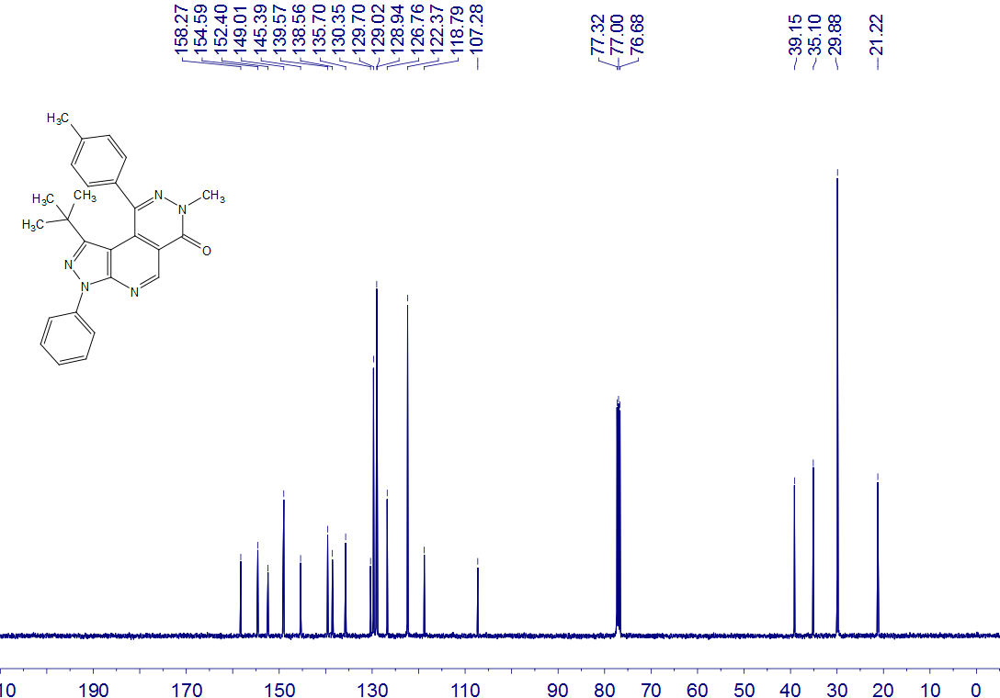 158.27
154.59
152.40
149.01
145.39
139.57
138.56
135.70
130.35
129.70
129.02
128.94
126.76
122.37
118.79
107.28
77.32
77.00
76.68
39.15
35.10
29.88
21.22
H3C
H3C
CH3
H3C
N
N
CH3
O
N
N
N
10 190 170 150 130 110 90 80 70 60 50 40 30 20 10 0